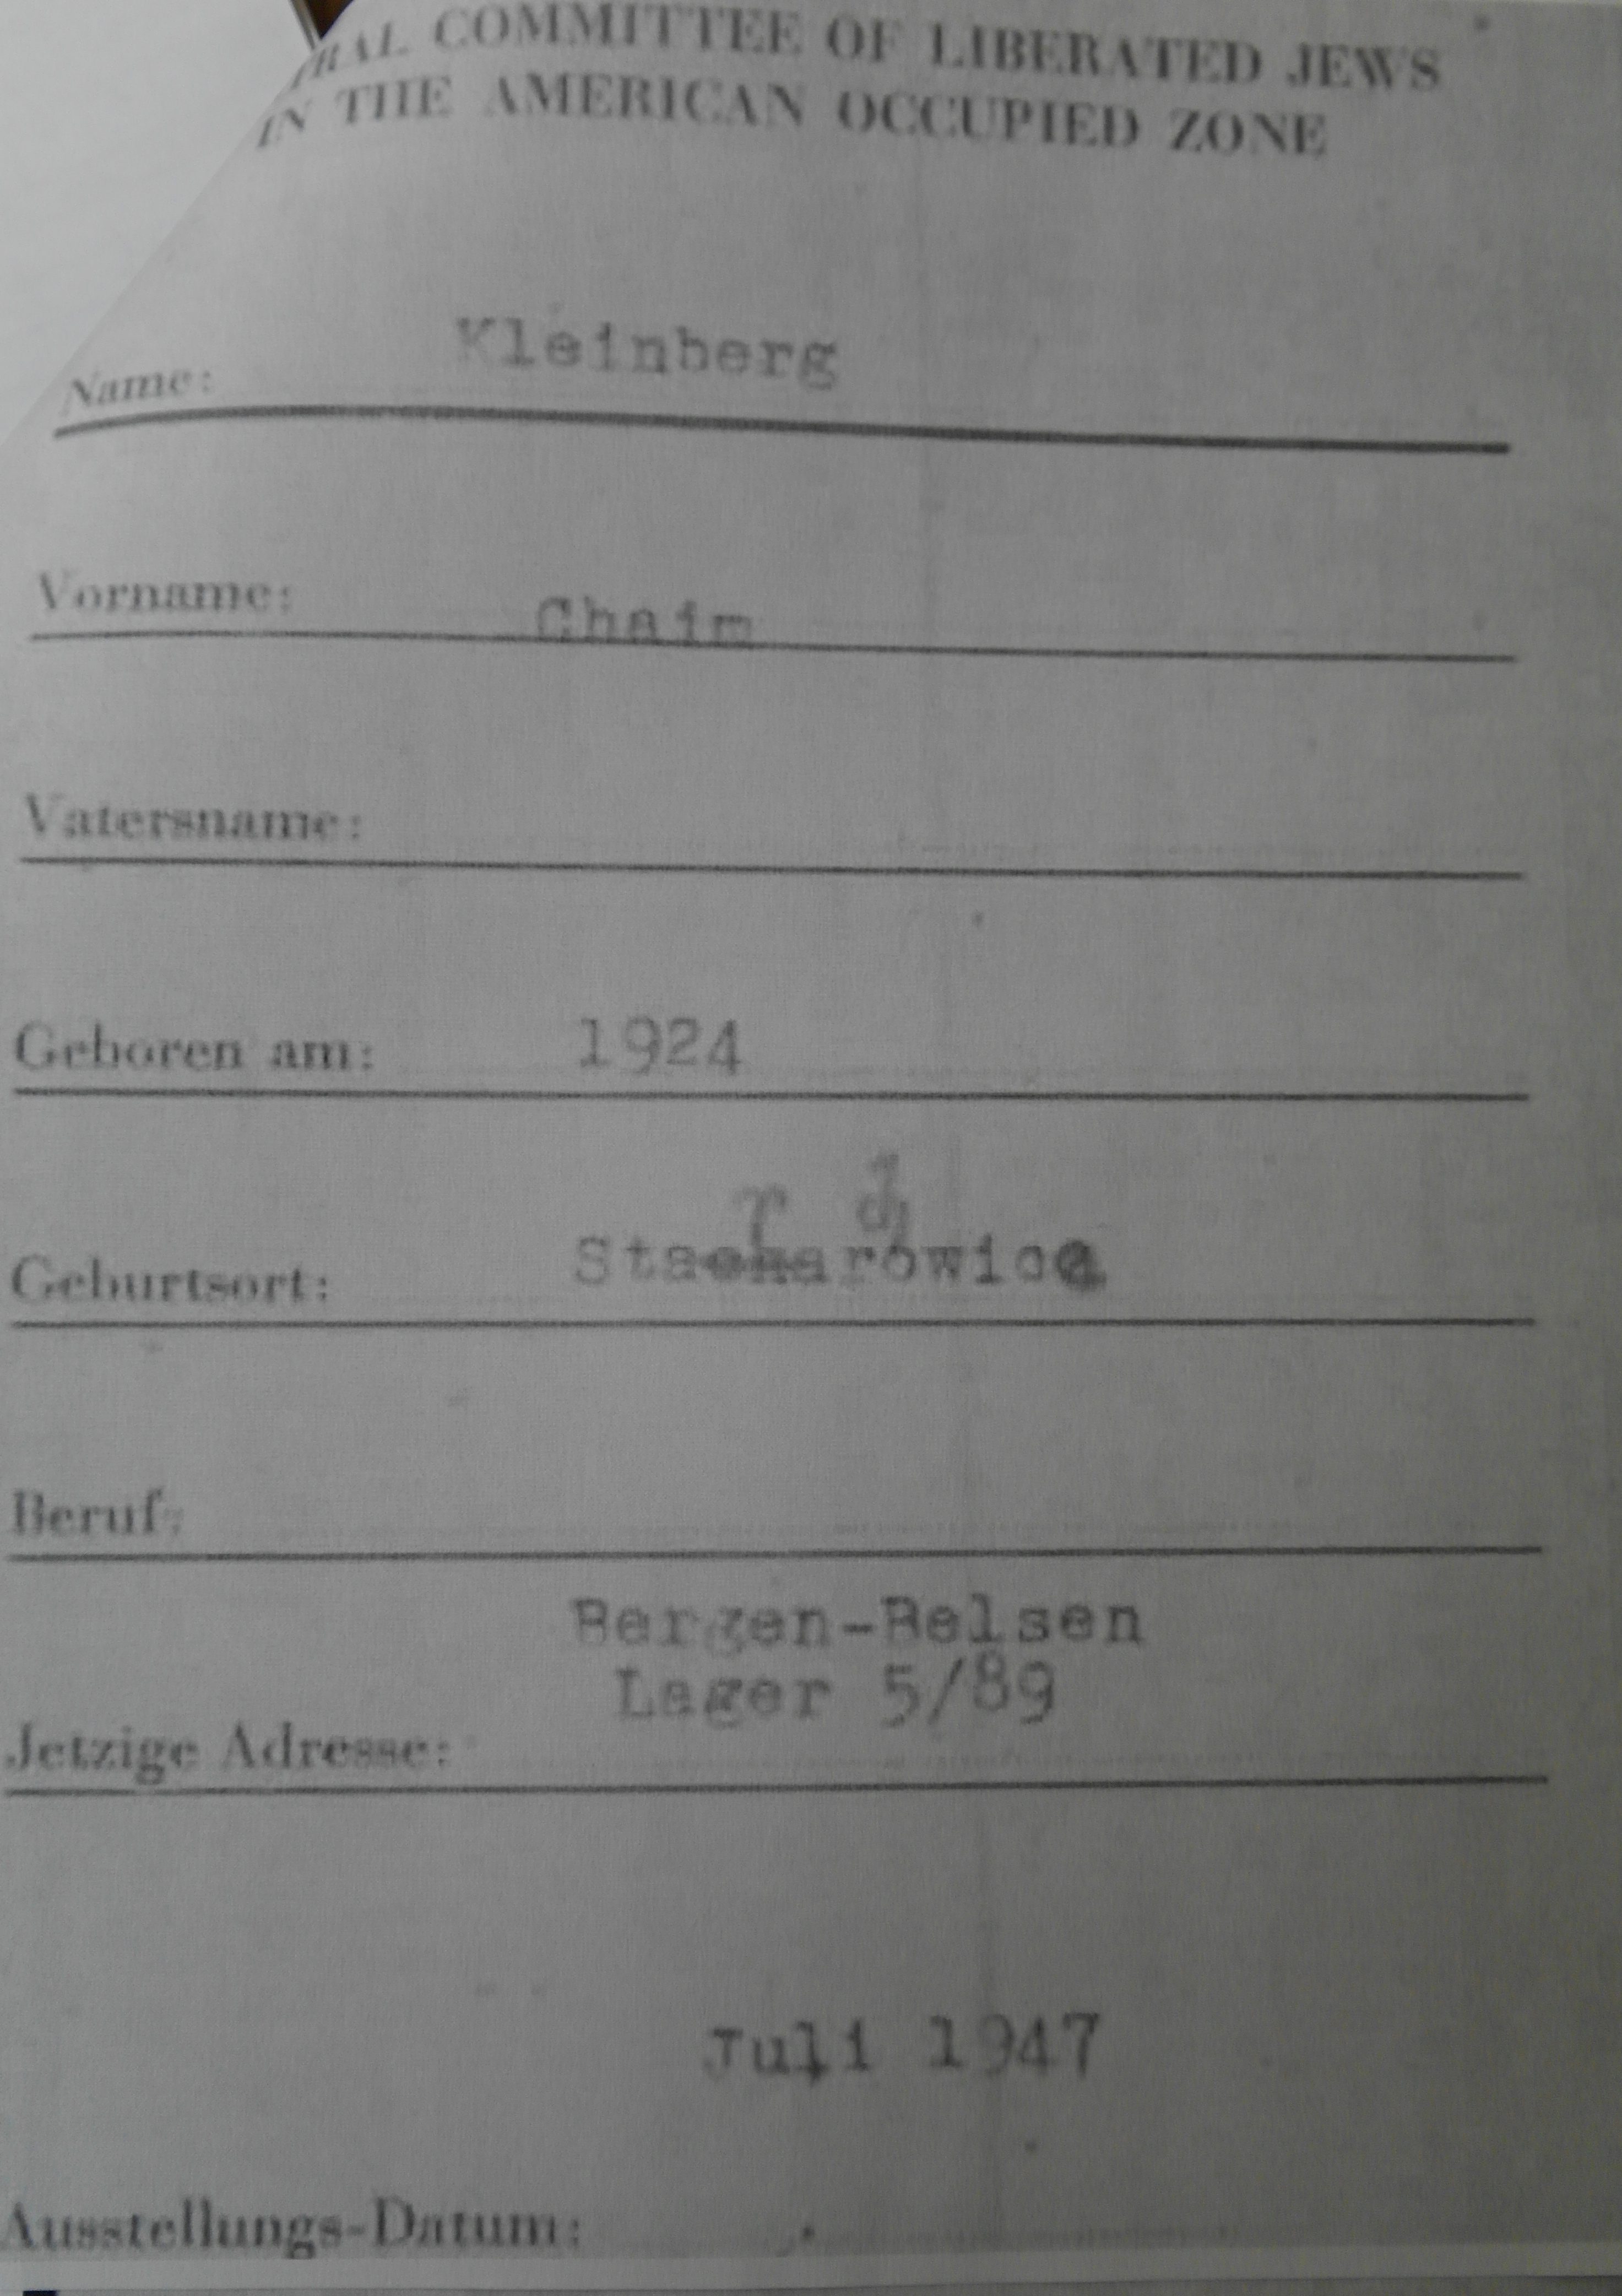 RAL COMMITTEE OF LIBERATED JEWS
IN THE AMERICAN OCCUPIED ZONE
Kleinberg
Name:
Vorname: Chaim
Vatersname:
Geboren am: 1924
Geburtsort:
Beruf:
Bergen-Belsen
Lager 5/89
Jetzige Adresse:
Juli 1947
Ausstellungs-Datum: